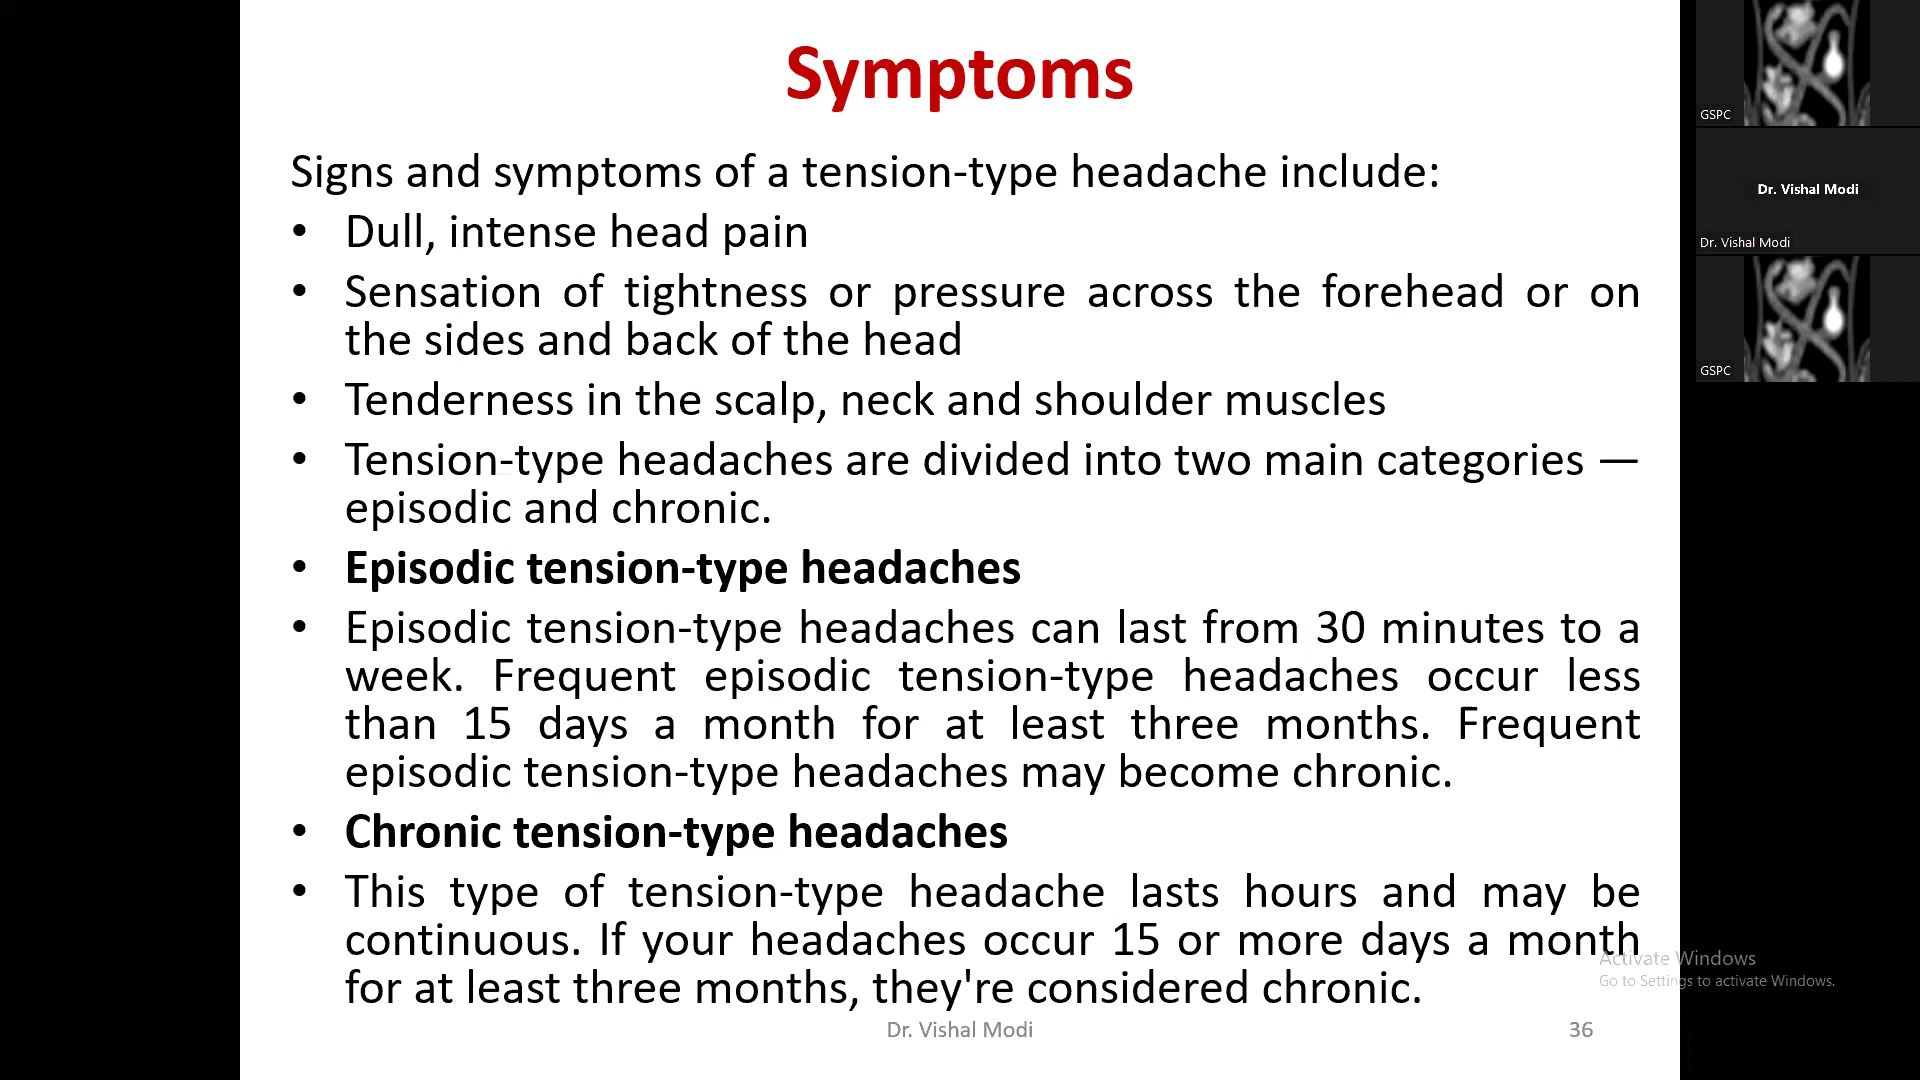 Symptoms
Signs and symptoms of a tension-type headache include:
• Dull, intense head pain
• Sensation of tightness or pressure across the forehead or on
the sides and back of the head
• Tenderness in the scalp, neck and shoulder muscles
• Tension-type headaches are divided into two main categories —
episodic and chronic.
• Episodic tension-type headaches
• Episodic tension-type headaches can last from 30 minutes to a
week. Frequent episodic tension-type headaches occur less
than 15 days a month for at least three months. Frequent
episodic tension-type headaches may become chronic.
• Chronic tension-type headaches
• This type of tension-type headache lasts hours and may be
continuous. If your headaches occur 15 or more days a month
for at least three months, they're considered chronic.
Dr. Vishal Modi
36
GSPC
Dr. Vishal Modi
Dr. Vishal Modi
GSPC
Activate Windows
Go to Settings to activate Windows.